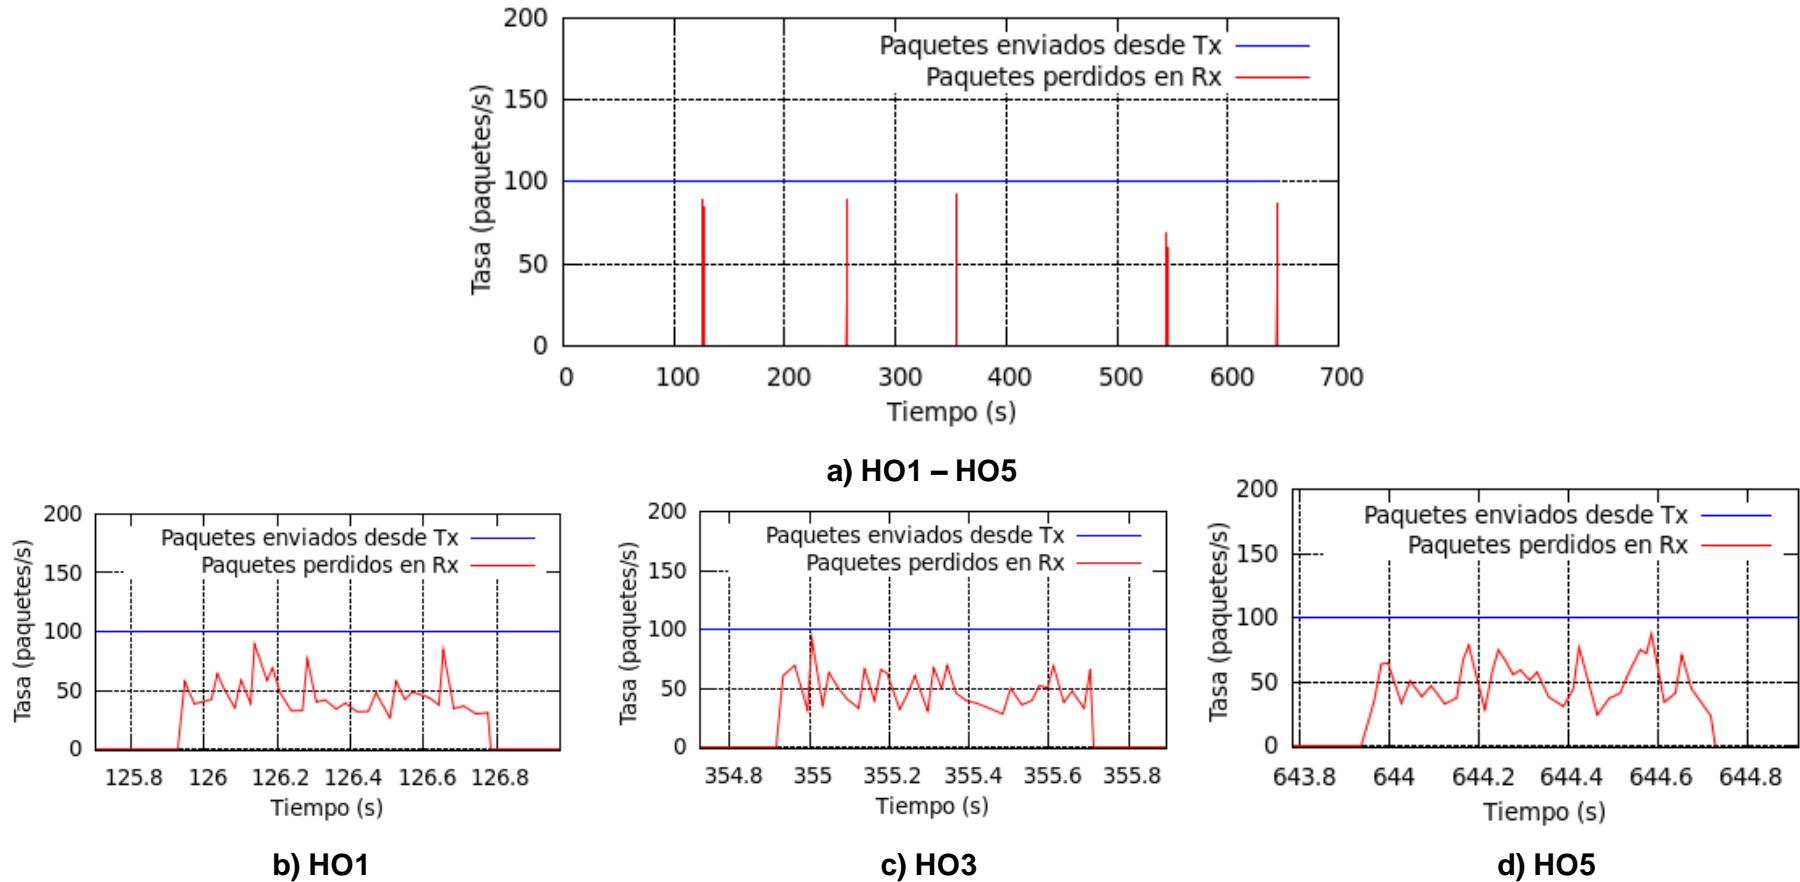 200
Paquetes enviados desde Tx
Paquetes perdidos en Rx
150
100
50
0
Tasa (paquetes/s)
0 100 200 300 400 500 600 700
Tiempo (s)
a) HO1 – HO5
200
Paquetes enviados desde Tx
Paquetes perdidos en Rx
150
100
50
0
Tasa (paquetes/s)
125.8 126 126.2 126.4 126.6 126.8
Tiempo (s)
b) HO1
200
Paquetes enviados desde Tx
Paquetes perdidos en Rx
150
100
50
0
Tasa (paquetes/s)
354.8 355 355.2 355.4 355.6 355.8
Tiempo (s)
c) HO3
200
Paquetes enviados desde Tx
Paquetes perdidos en Rx
150
100
50
0
Tasa (paquetes/s)
643.8 644 644.2 644.4 644.6 644.8
Tiempo (s)
d) HO5